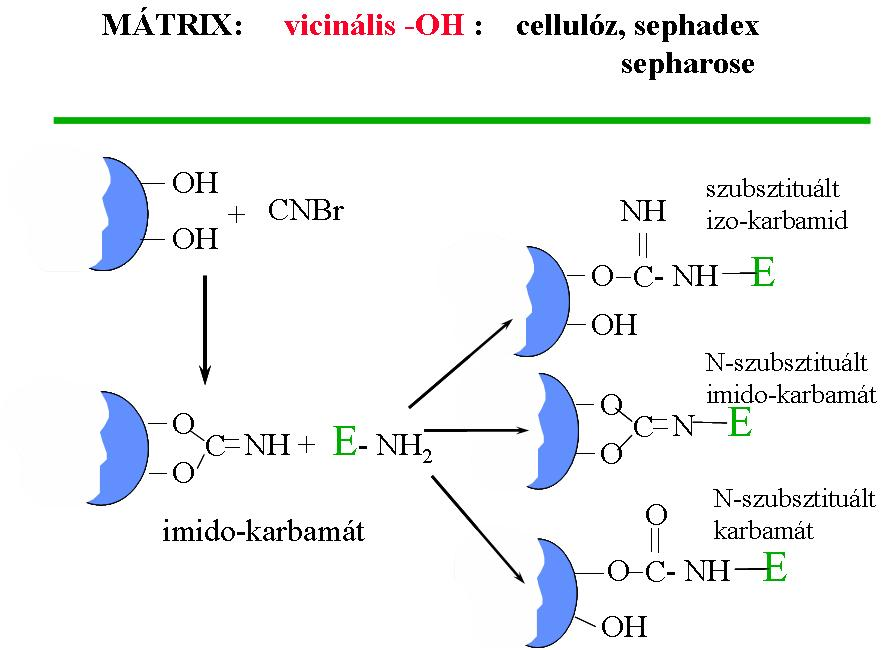 MÁTRIX: vicinális -OH : cellulóz, sephadex
sepharose
OH
+ CNBr
OH
szubsztituált
izo-karbamid
NH
||
O–C- NH—E
OH
N-szubsztituált
imido-karbamát
O
C=N—E
O
O
C=NH + E- NH₂
O
imido-karbamát
N-szubsztituált
karbamát
O
||
O–C- NH—E
OH